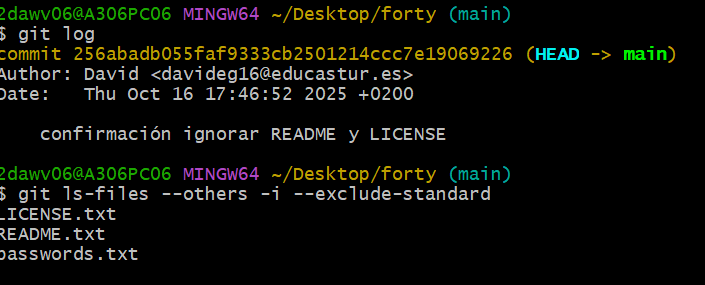 2dawv06@A306PC06 MINGW64 ~/Desktop/forty (main)
$ git log
commit 256abadb055faf9333cb2501214ccc7e19069226 (HEAD -> main)
Author: David <davideg16@educastur.es>
Date:   Thu Oct 16 17:46:52 2025 +0200
    confirmación ignorar README y LICENSE
2dawv06@A306PC06 MINGW64 ~/Desktop/forty (main)
$ git ls-files --others -i --exclude-standard
LICENSE.txt
README.txt
passwords.txt